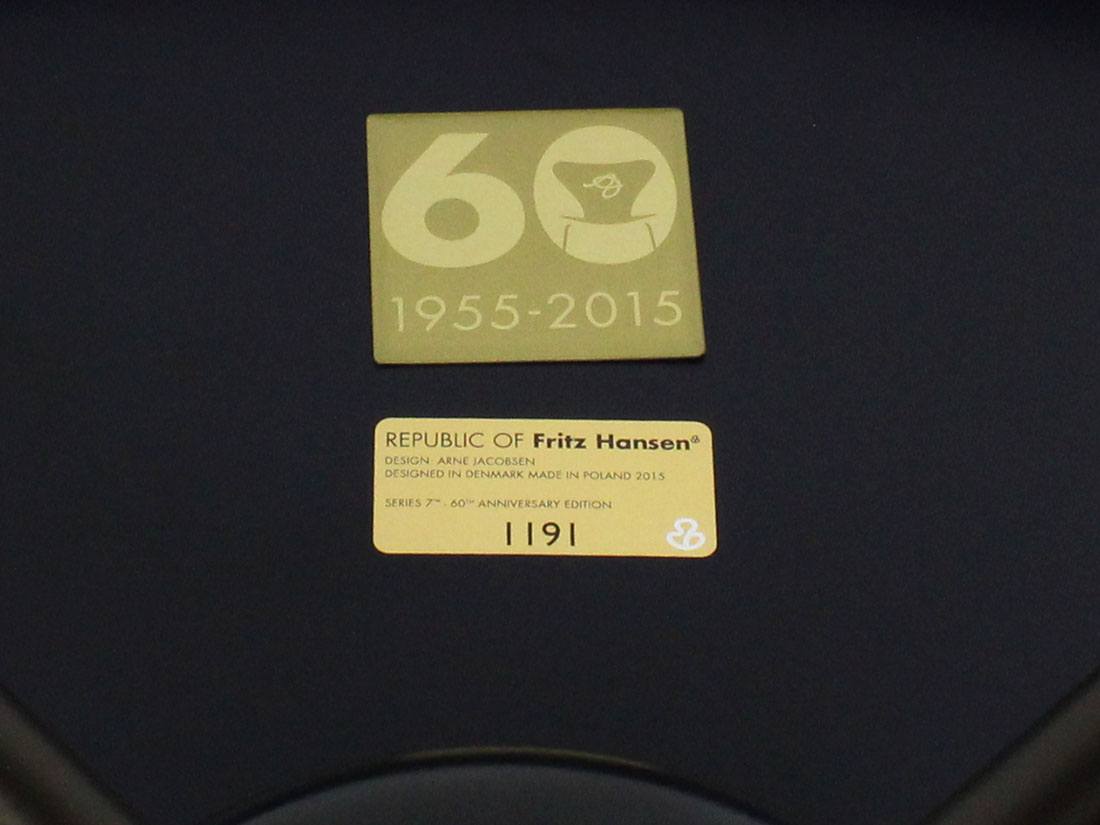 60
1955-2015
REPUBLIC OF Fritz Hansen®
DESIGN: ARNE JACOBSEN
DESIGNED IN DENMARK MADE IN POLAND 2015
SERIES 7™ - 60TH ANNIVERSARY EDITION
1191